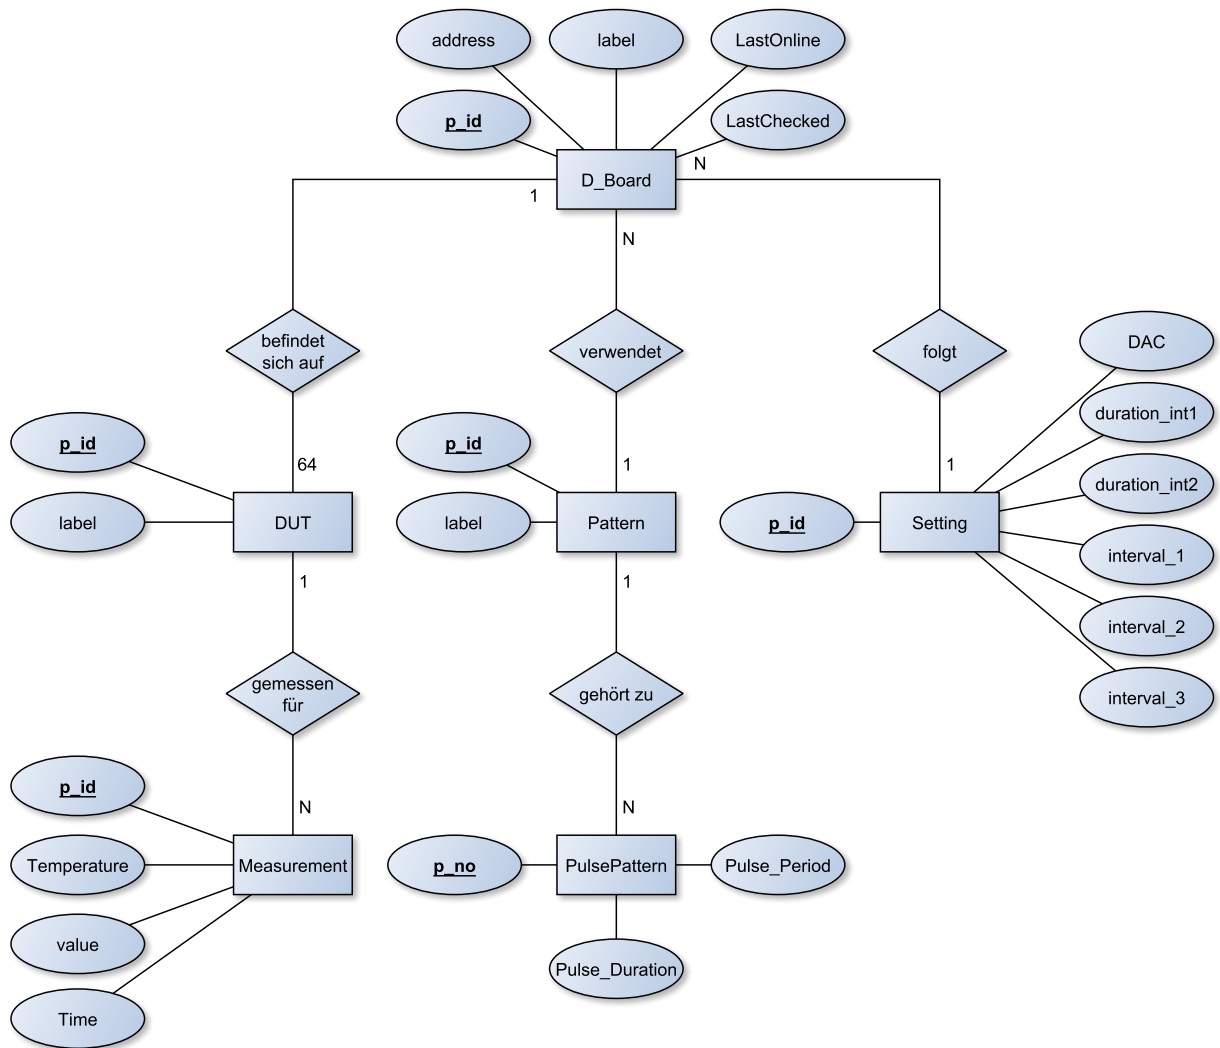 address
label
LastOnline
p_id
LastChecked
D_Board
N
1
N
befindet
sich auf
verwendet
folgt
DAC
duration_int1
p_id
p_id
64
1
1
duration_int2
label
DUT
label
Pattern
p_id
Setting
interval_1
1
1
interval_2
gemessen
für
gehört zu
interval_3
p_id
N
N
Temperature
Measurement
p_no
PulsePattern
Pulse_Period
value
Pulse_Duration
Time